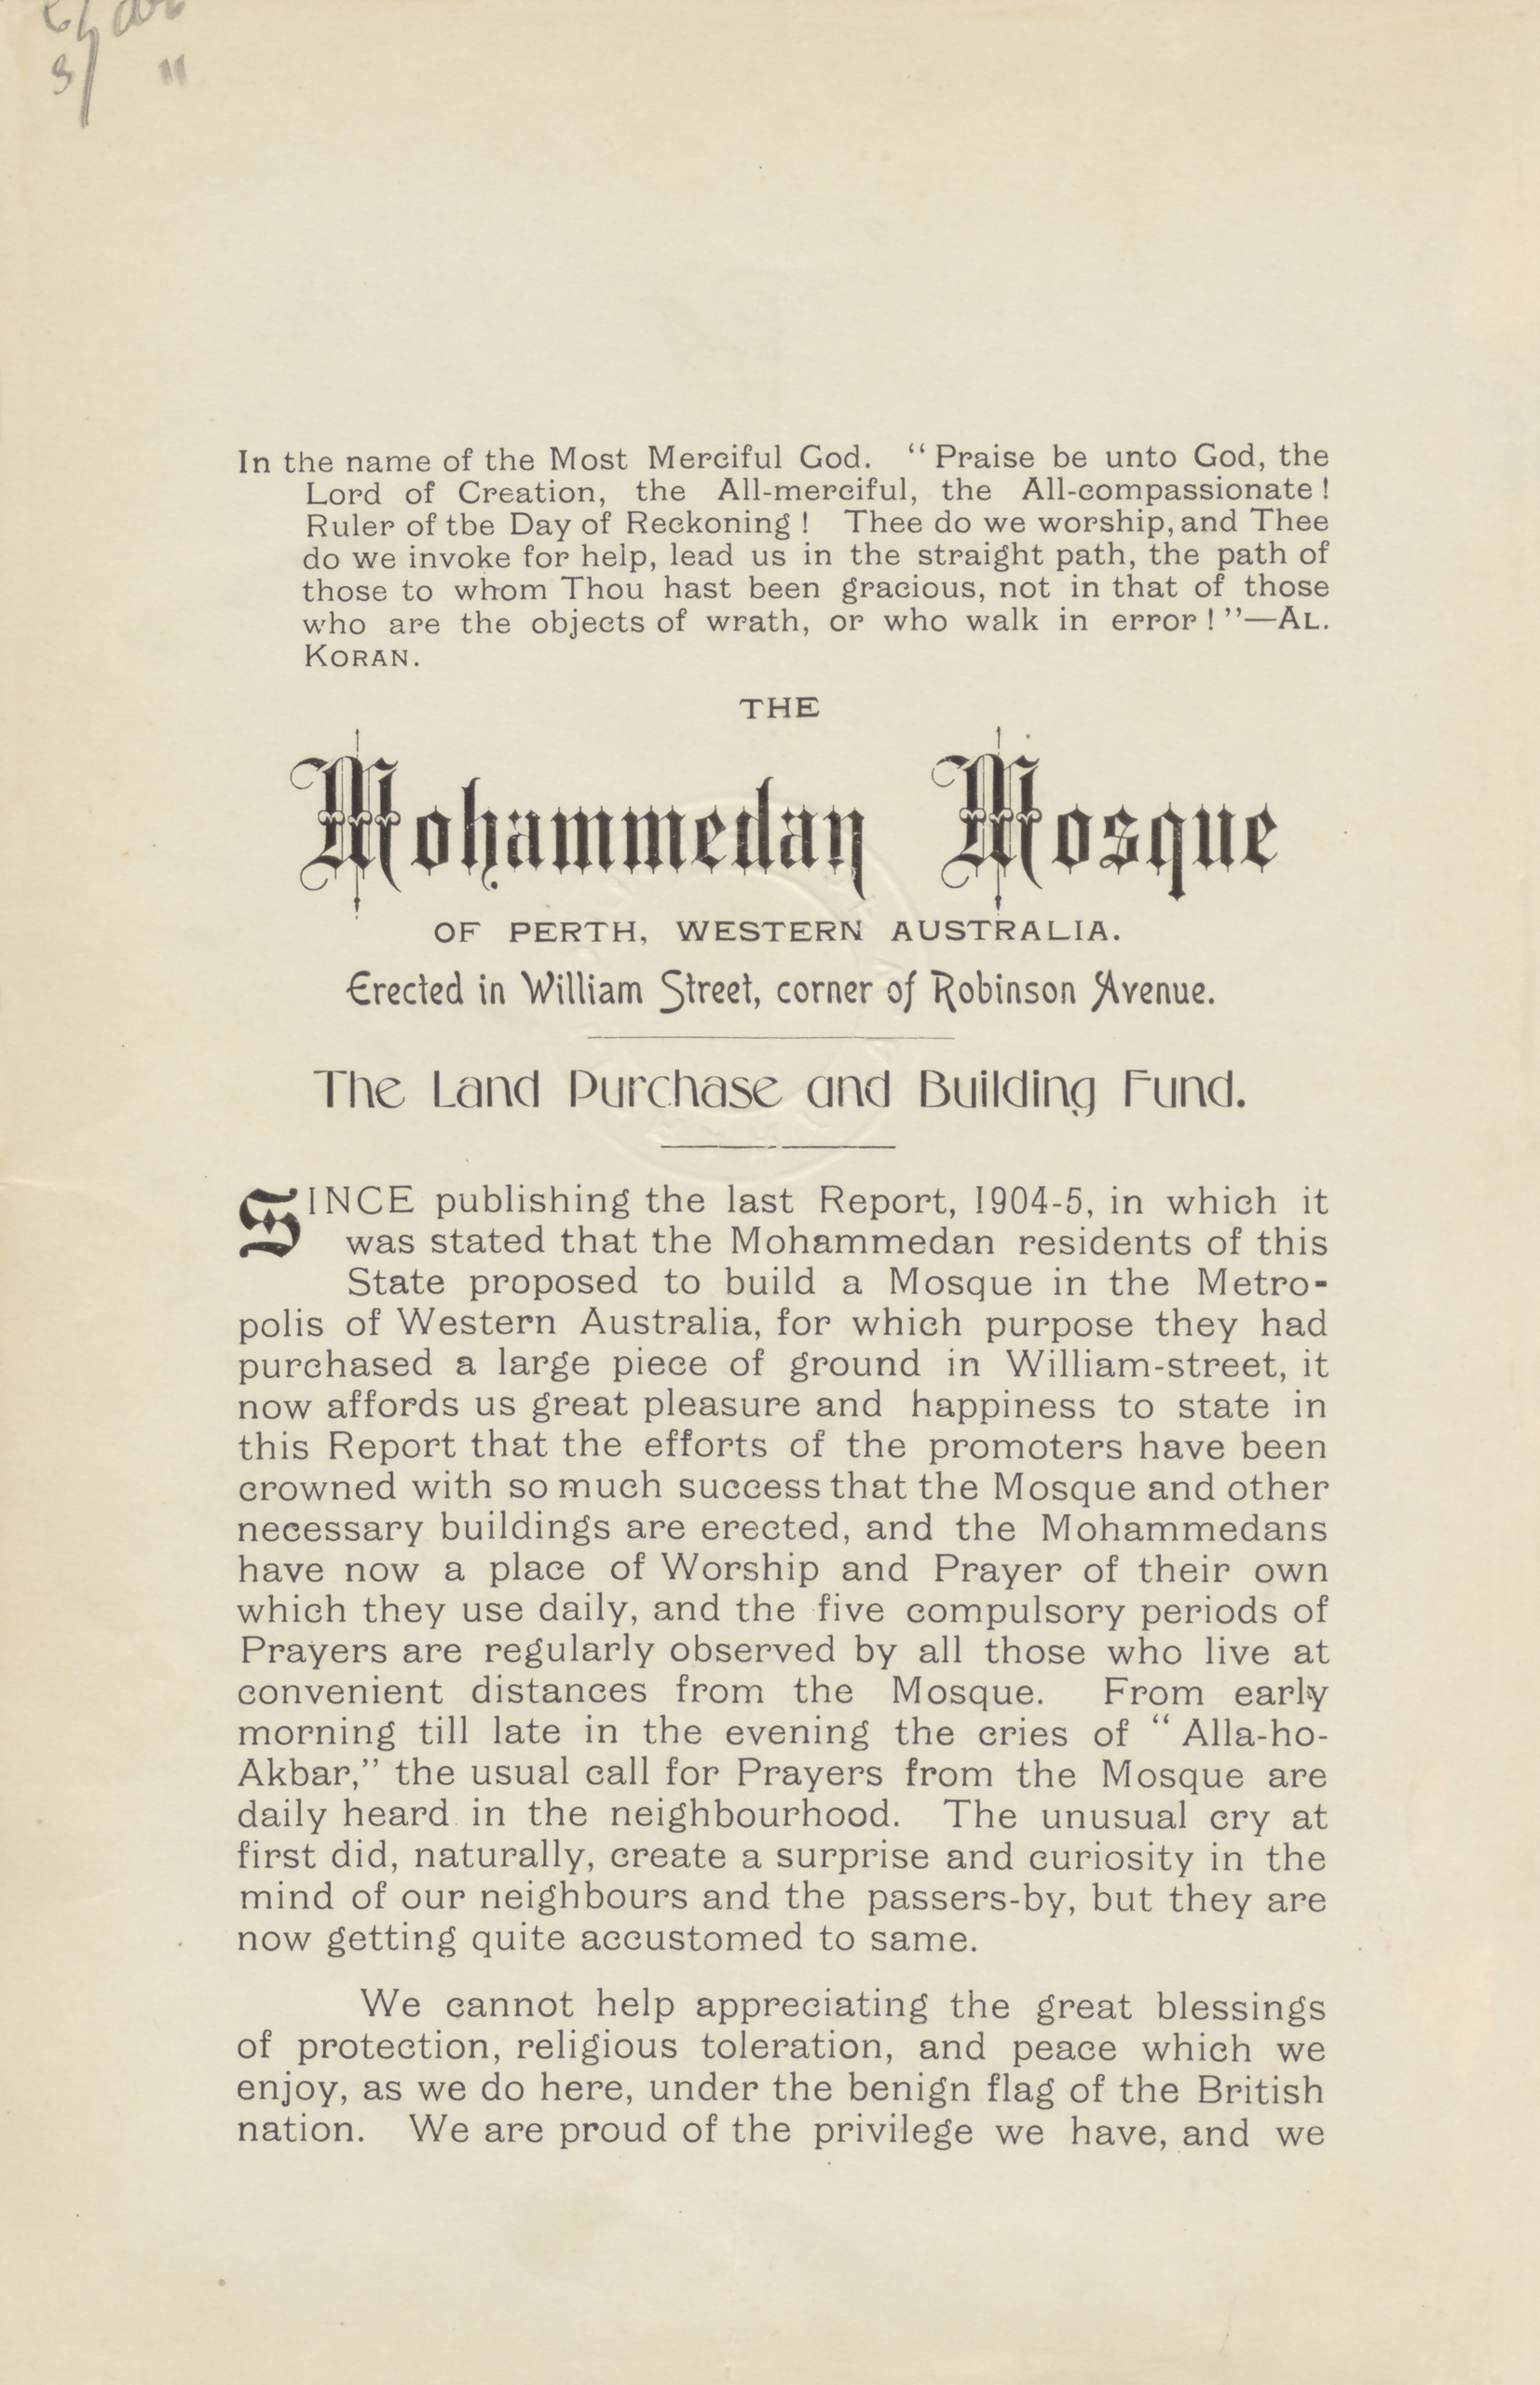 In the name of the Most Merciful God. “Praise be unto God, the
Lord of Creation, the All-merciful, the All-compassionate!
Ruler of tbe Day of Reckoning! Thee do we worship, and Thee
do we invoke for help, lead us in the straight path, the path of
those to whom Thou hast been gracious, not in that of those
who are the objects of wrath, or who walk in error!”—AL.
KORAN.
THE
Mohammedan Mosque
OF PERTH, WESTERN AUSTRALIA.
Erected in William Street, corner of Robinson Avenue.
The Land Purchase and Building Fund.
SINCE publishing the last Report, 1904-5, in which it
was stated that the Mohammedan residents of this
State proposed to build a Mosque in the Metro-
polis of Western Australia, for which purpose they had
purchased a large piece of ground in William-street, it
now affords us great pleasure and happiness to state in
this Report that the efforts of the promoters have been
crowned with so much success that the Mosque and other
necessary buildings are erected, and the Mohammedans
have now a place of Worship and Prayer of their own
which they use daily, and the five compulsory periods of
Prayers are regularly observed by all those who live at
convenient distances from the Mosque. From early
morning till late in the evening the cries of “Alla-ho-
Akbar,” the usual call for Prayers from the Mosque are
daily heard in the neighbourhood. The unusual cry at
first did, naturally, create a surprise and curiosity in the
mind of our neighbours and the passers-by, but they are
now getting quite accustomed to same.
We cannot help appreciating the great blessings
of protection, religious toleration, and peace which we
enjoy, as we do here, under the benign flag of the British
nation. We are proud of the privilege we have, and we